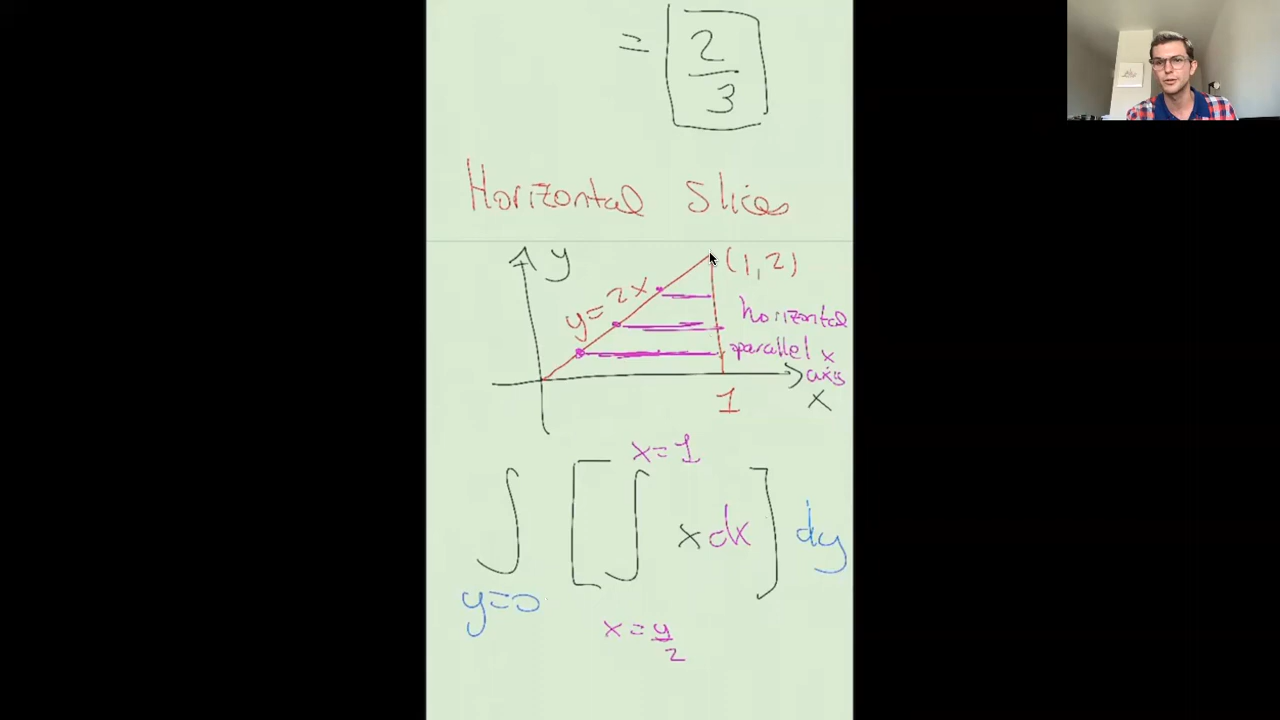 = 2/3
Horizontal Slices
y (1, 2)
y=2x
horizontal
parallel x
axis
1 x
x=1
∫ [ ∫ x dx ] dy
y=0
x = y/2